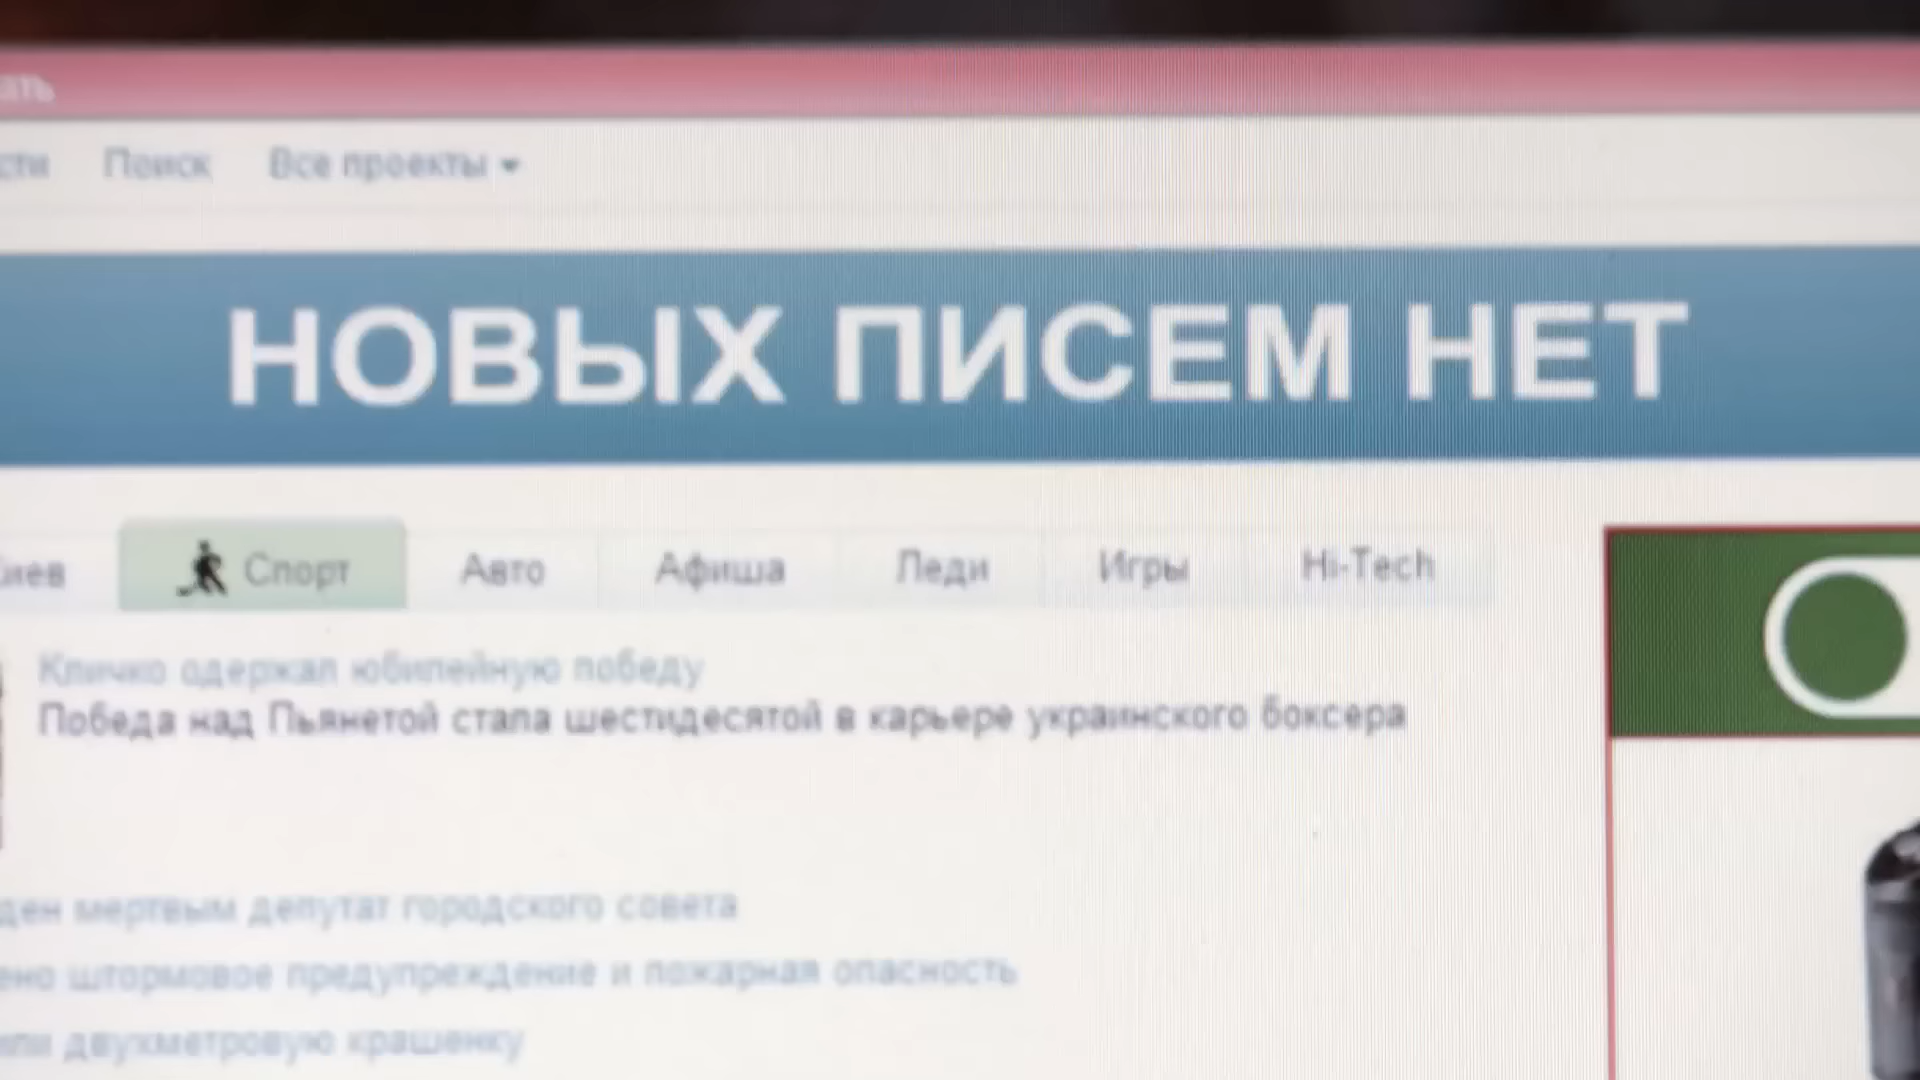 Поиск Все проекты
НОВЫХ ПИСЕМ НЕТ
Спорт Авто Афиша Леди Игры Hi-Tech
Кличко одержал юбилейную победу
Победа над Пьянетой стала шестидесятой в карьере украинского боксера
мертвым депутат городского совета
штормовое предупреждение и пожарная опасность
двухметровую крашенку